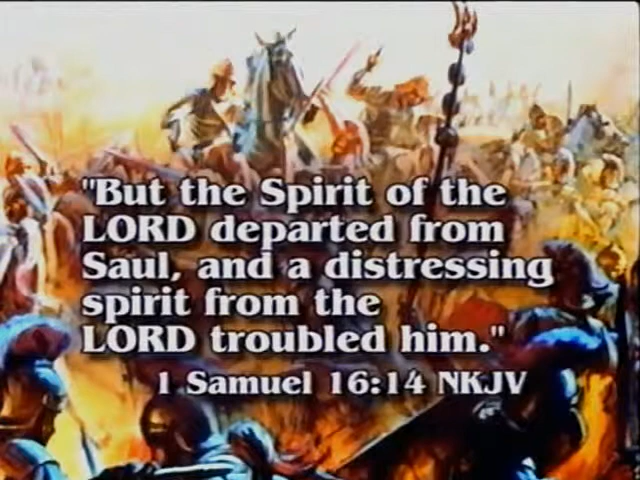 "But the Spirit of the
LORD departed from
Saul, and a distressing
spirit from the
LORD troubled him."
1 Samuel 16:14 NKJV